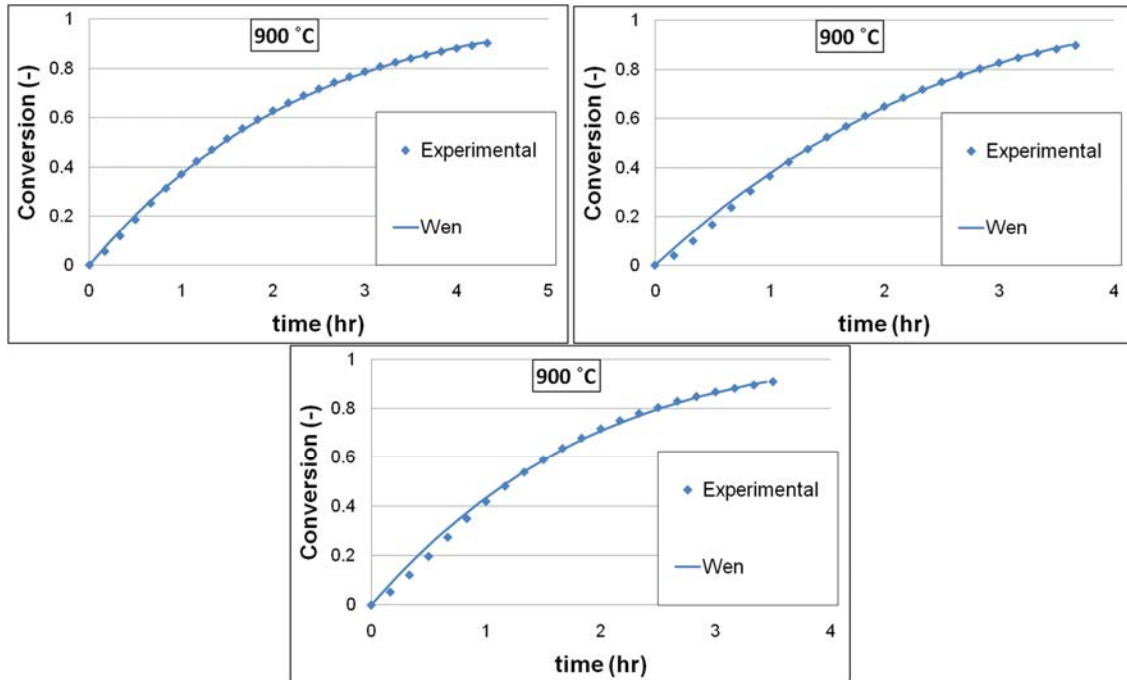 900 ˚C
Conversion (-)
1
0.8
0.6
0.4
0.2
0
0 1 2 3 4 5
time (hr)
Experimental
Wen
900 ˚C
Conversion (-)
1
0.8
0.6
0.4
0.2
0
0 1 2 3 4
time (hr)
Experimental
Wen
900 ˚C
Conversion (-)
1
0.8
0.6
0.4
0.2
0
0 1 2 3 4
time (hr)
Experimental
Wen